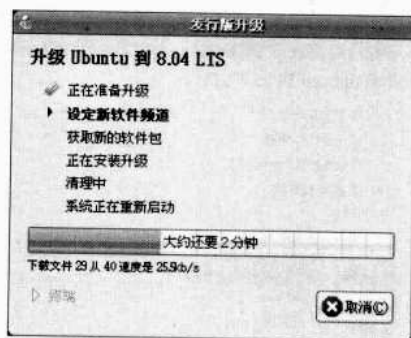 发行版升级
升级 Ubuntu 到 8.04 LTS
正在准备升级
设定新软件频道
获取新的软件包
正在安装升级
清理中
系统正在重新启动
大约还要2分钟
下载文件 29 从 40 速度是 25.9kb/s
终端
取消(C)